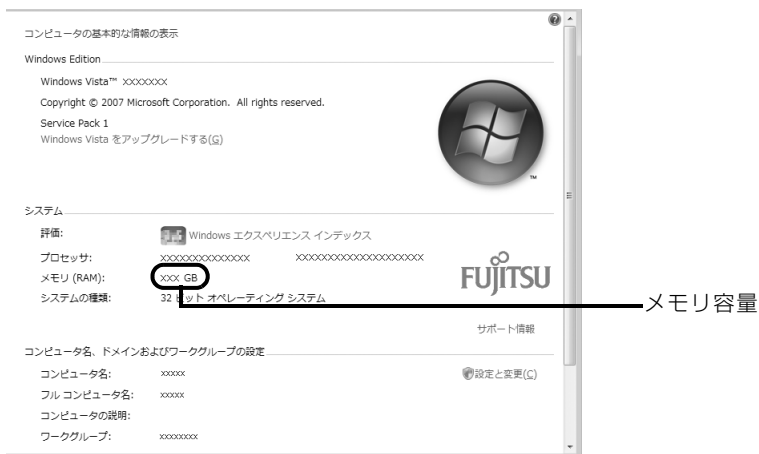 コンピュータの基本的な情報の表示
Windows Edition
Windows Vista™ xxxxxxx
Copyright © 2007 Microsoft Corporation. All rights reserved.
Service Pack 1
Windows Vista をアップグレードする(G)
TM
システム
評価: Windows エクスペリエンス インデックス
プロセッサ: xxxxxxxxxxxxxx xxxxxxxxxxxxxxxxxxxx
メモリ (RAM): xxx GB
システムの種類: 32 ビット オペレーティング システム
FUJITSU
メモリ容量
サポート情報
コンピュータ名、ドメインおよびワークグループの設定
コンピュータ名: xxxxx 設定と変更(C)
フル コンピュータ名: xxxxx
コンピュータの説明:
ワークグループ: xxxxxxxx